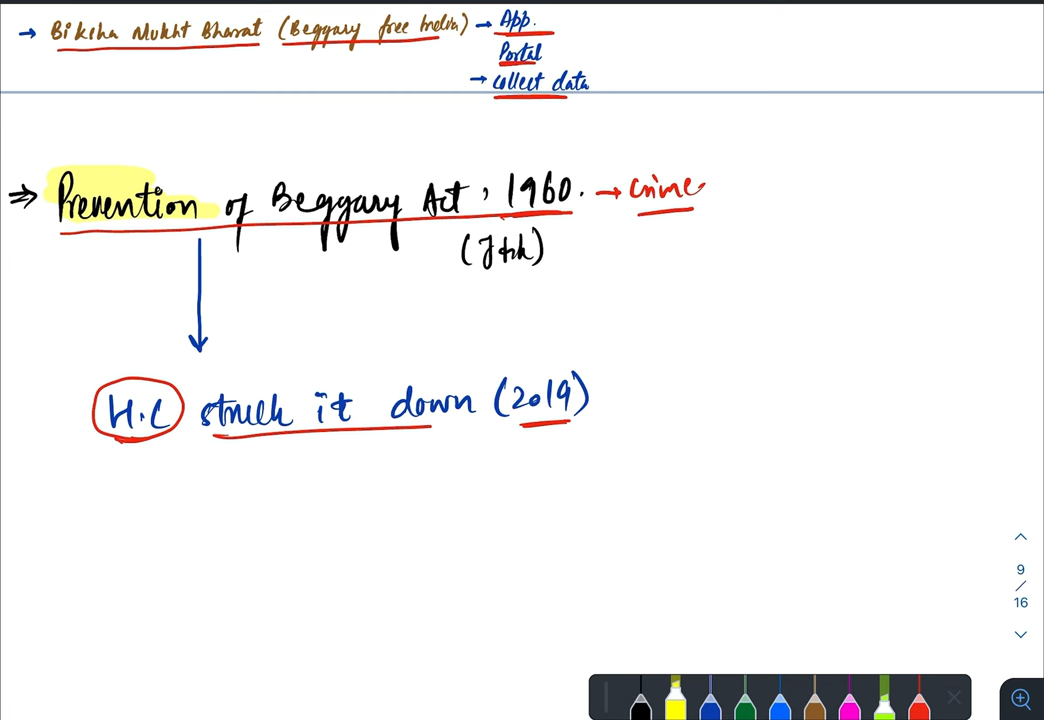 → Biksha Mukht Bharat (Beggary free India) → App.
Portal
→ collect data
⇒ Prevention of Beggary Act, 1960. → crime
(J&K)
H.C struck it down (2019)
9
/
16